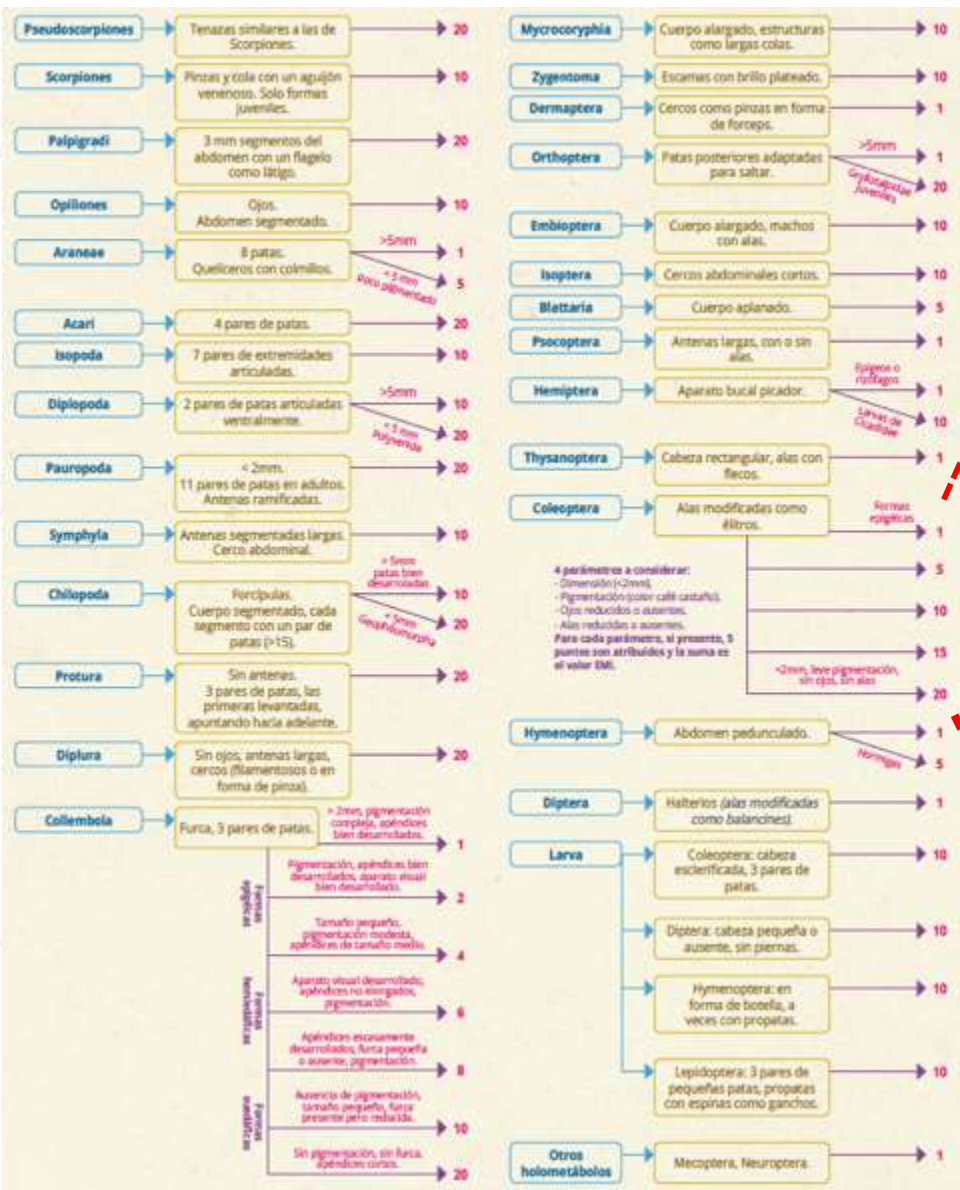 Pseudoscorpiones
Tenazas similares a las de
Scorpiones.
20
Scorpiones
Pinzas y cola con un aguijón
venenoso. Solo formas
juveniles.
10
Palpigradi
3 mm segmentos del
abdomen con un flagelo
como látigo.
20
Opiliones
Ojos.
Abdomen segmentado.
10
Araneae
8 patas.
Quelíceros con colmillos.
>5mm
1
< 5 mm
poco pigmentado
5
Acari
4 pares de patas.
20
Isopoda
7 pares de extremidades
articuladas.
10
Diplopoda
2 pares de patas articuladas
ventralmente.
>5mm
10
< 5 mm
Polyxenida
20
Pauropoda
< 2mm.
11 pares de patas en adultos.
Antenas ramificadas.
20
Symphyla
Antenas segmentadas largas.
Cerco abdominal.
10
Chilopoda
Forcípulas.
Cuerpo segmentado, cada
segmento con un par de
patas (>15).
> 5mm
patas bien
desarrolladas
10
< 5mm
Geophilomorpha
20
Protura
Sin antenas.
3 pares de patas, las
primeras levantadas,
apuntando hacia adelante.
20
Diplura
Sin ojos, antenas largas,
cercos (filamentosos o en
forma de pinza).
20
Collembola
Furca, 3 pares de patas.
> 2mm, pigmentación
compleja, apéndices
bien desarrollados.
1
Formas
epigéicas
Pigmentación, apéndices bien
desarrollados, aparato visual
bien desarrollado.
2
Tamaño pequeño,
pigmentación modesta,
apéndices de tamaño medio.
4
Formas
hemiedáficas
Aparato visual desarrollado,
apéndices no elongados,
pigmentación.
6
Apéndices escasamente
desarrollados, furca pequeña
o ausente, pigmentación.
8
Formas
euedáficas
Ausencia de pigmentación,
tamaño pequeño, furca
presente pero reducida.
10
Sin pigmentación, sin furca,
apéndices cortos.
20
Mycrocoryphia
Cuerpo alargado, estructuras
como largas colas.
10
Zygentoma
Escamas con brillo plateado.
10
Dermaptera
Cercos como pinzas en forma
de forceps.
1
Orthoptera
Patas posteriores adaptadas
para saltar.
>5mm
1
Gryllotalpidae
juveniles
20
Embioptera
Cuerpo alargado, machos
con alas.
10
Isoptera
Cercos abdominales cortos.
10
Blattaria
Cuerpo aplanado.
5
Psocoptera
Antenas largas, con o sin
alas.
1
Hemiptera
Aparato bucal picador.
Epigeos o
rizófagos
1
Larvas de
Cicadidae
10
Thysanoptera
Cabeza rectangular, alas con
flecos.
1
Coleoptera
Alas modificadas como
élitros.
Formas
epigéicas
1
5
10
15
<2mm, leve pigmentación,
sin ojos, sin alas
20
4 parámetros a considerar:
- Dimensión (<2mm).
- Pigmentación (color café castaño).
- Ojos reducidos o ausentes.
- Alas reducidas o ausentes.
Para cada parámetro, si presente, 5
puntos son atribuidos y la suma es
el valor EMI.
Hymenoptera
Abdomen pedunculado.
1
Hormigas
5
Diptera
Halterios (alas modificadas
como balancines).
1
Larva
Coleoptera: cabeza
esclerificada, 3 pares de
patas.
10
Diptera: cabeza pequeña o
ausente, sin piernas.
10
Hymenoptera: en
forma de botella, a
veces con propatas.
10
Lepidoptera: 3 pares de
pequeñas patas, propatas
con espinas como ganchos.
10
Otros
holometábolos
Mecoptera, Neuroptera.
1